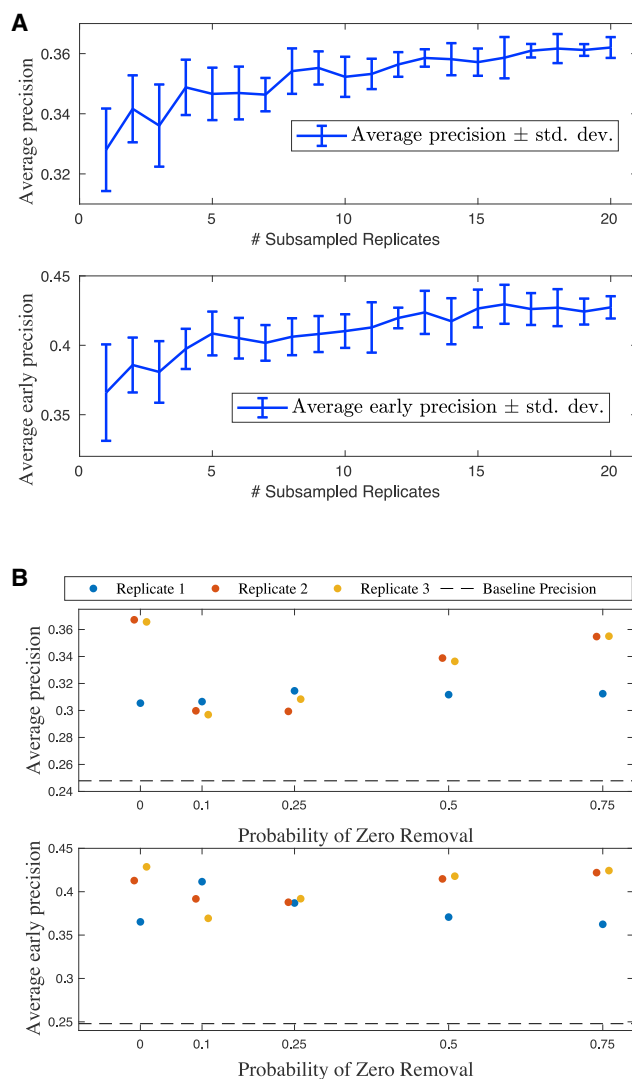 A
Average precision
0.36
0.34
0.32
Average precision ± std. dev.
0 5 10 15 20
# Subsampled Replicates
Average early precision
0.45
0.4
0.35
Average early precision ± std. dev.
0 5 10 15 20
# Subsampled Replicates
B
Replicate 1 Replicate 2 Replicate 3 Baseline Precision
Average precision
0.36
0.34
0.32
0.3
0.28
0.26
0.24
0 0.1 0.25 0.5 0.75
Probability of Zero Removal
Average early precision
0.45
0.4
0.35
0.3
0.25
0 0.1 0.25 0.5 0.75
Probability of Zero Removal